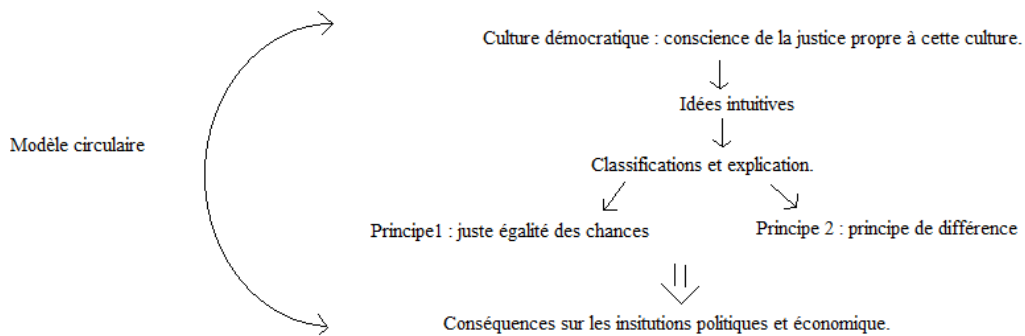 Culture démocratique : conscience de la justice propre à cette culture.
Idées intuitives
Modèle circulaire
Classifications et explication.
Principe1 : juste égalité des chances
Principe 2 : principe de différence
Conséquences sur les insitutions politiques et économique.